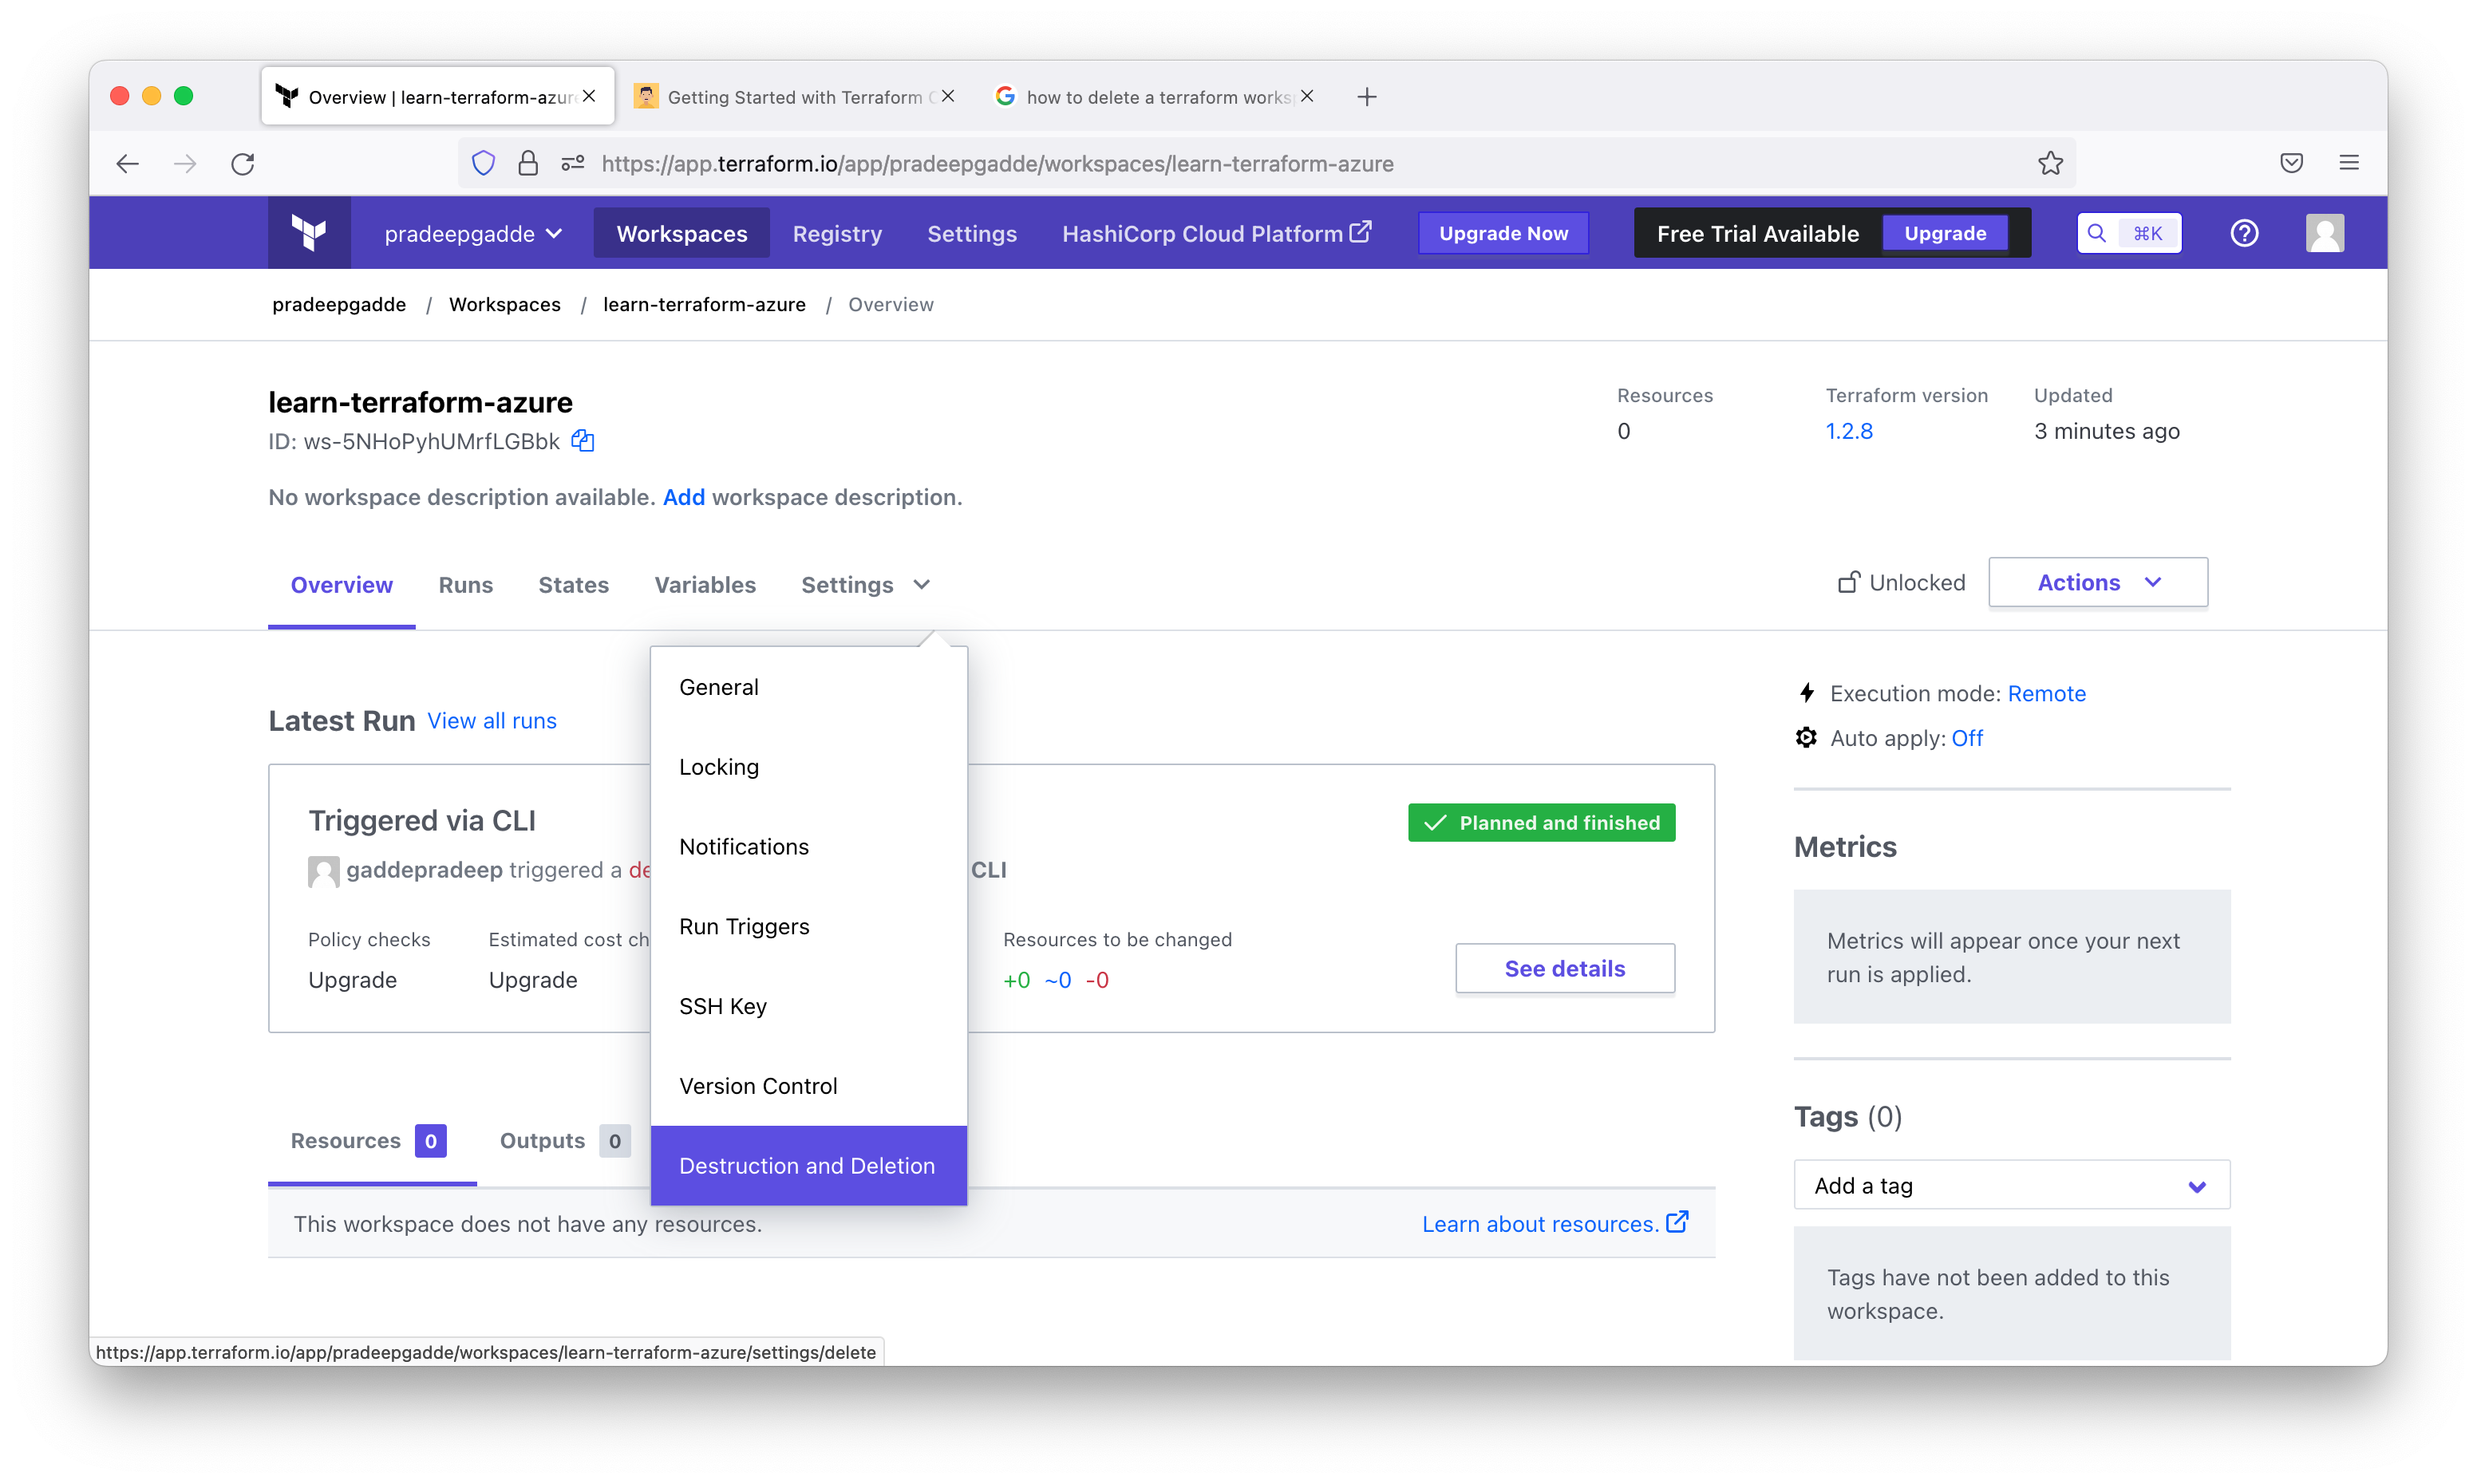 Overview | learn-terraform-azur
Getting Started with Terraform C
how to delete a terraform works
https://app.terraform.io/app/pradeepgadde/workspaces/learn-terraform-azure
pradeepgadde
Workspaces
Registry
Settings
HashiCorp Cloud Platform
Upgrade Now
Free Trial Available
Upgrade
⌘K
pradeepgadde / Workspaces / learn-terraform-azure / Overview
learn-terraform-azure
ID: ws-5NHoPyhUMrfLGBbk
No workspace description available. Add workspace description.
Resources
0
Terraform version
1.2.8
Updated
3 minutes ago
Overview
Runs
States
Variables
Settings
Unlocked
Actions
General
Locking
Notifications
Run Triggers
SSH Key
Version Control
Destruction and Deletion
Latest Run View all runs
Triggered via CLI
Planned and finished
gaddepradeep triggered a de
CLI
Policy checks
Upgrade
Estimated cost ch
Upgrade
Resources to be changed
+0 ~0 -0
See details
Resources 0
Outputs 0
This workspace does not have any resources.
Learn about resources.
Execution mode: Remote
Auto apply: Off
Metrics
Metrics will appear once your next
run is applied.
Tags (0)
Add a tag
Tags have not been added to this
workspace.
https://app.terraform.io/app/pradeepgadde/workspaces/learn-terraform-azure/settings/delete